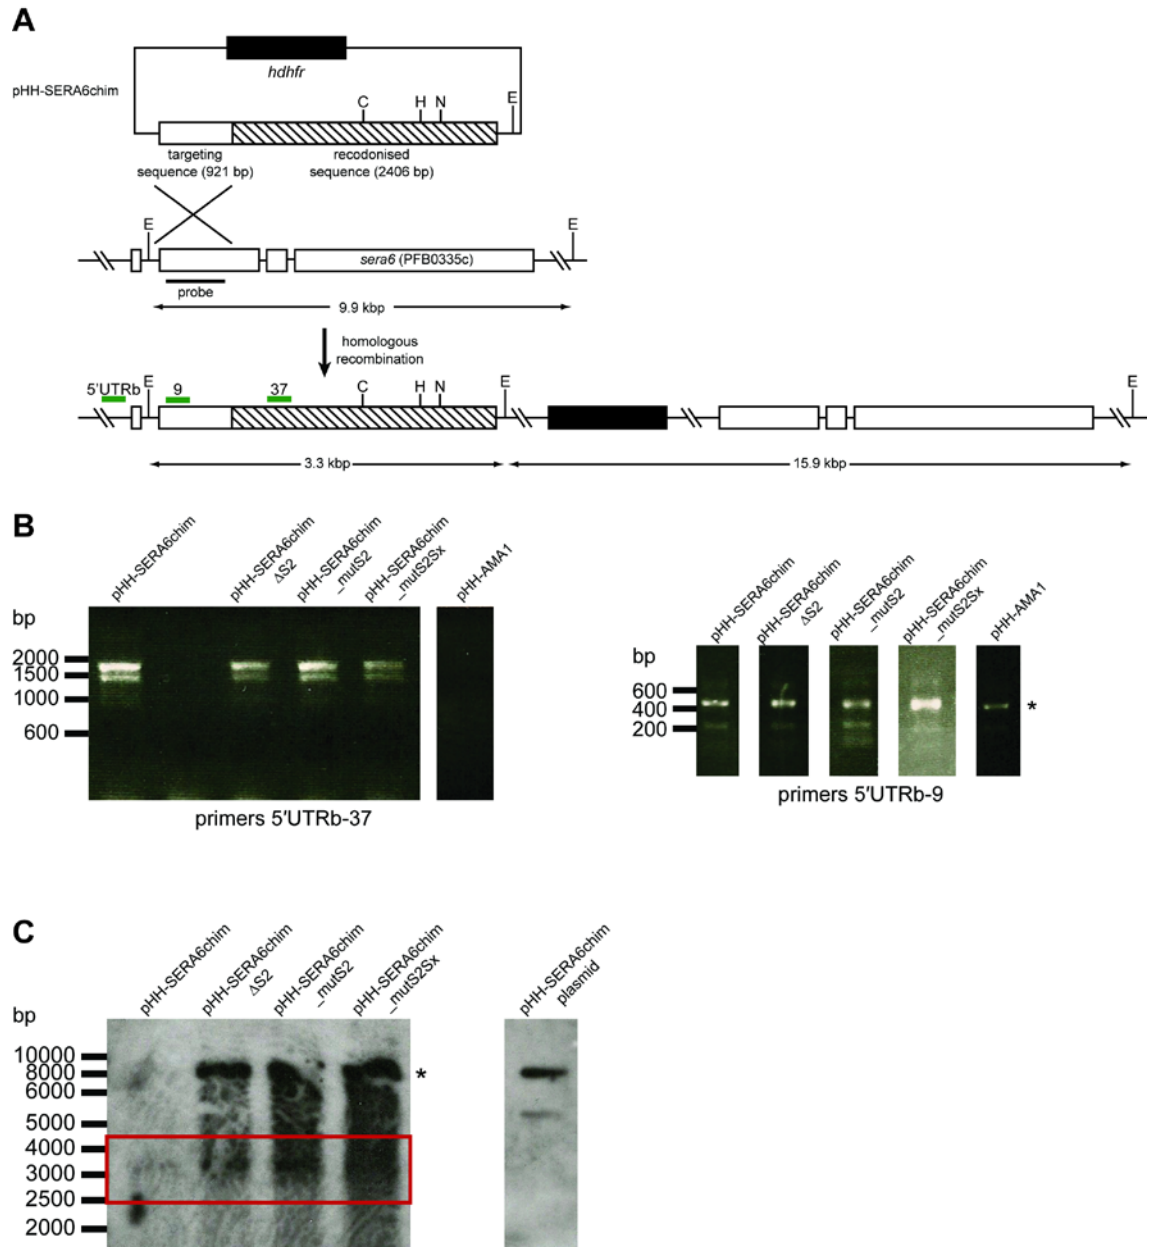 A
pHH-SERA6chim
hdhfr
C H N E
targeting
sequence (921 bp)
recodonised
sequence (2406 bp)
E
E
sera6 (PFB0335c)
probe
9.9 kbp
homologous
recombination
5'UTRb E 9 37 C H N E E
3.3 kbp
15.9 kbp
B
pHH-SERA6chim
pHH-SERA6chim
ΔS2
pHH-SERA6chim
_mutS2
pHH-SERA6chim
_mutS2Sx
pHH-AMA1
bp
2000
1500
1000
600
primers 5'UTRb-37
pHH-SERA6chim
pHH-SERA6chim
ΔS2
pHH-SERA6chim
_mutS2
pHH-SERA6chim
_mutS2Sx
pHH-AMA1
bp
600
400
200
*
primers 5'UTRb-9
C
pHH-SERA6chim
pHH-SERA6chim
ΔS2
pHH-SERA6chim
_mutS2
pHH-SERA6chim
_mutS2Sx
pHH-SERA6chim
plasmid
bp
10000
8000
6000
5000
4000
3000
2500
2000
*